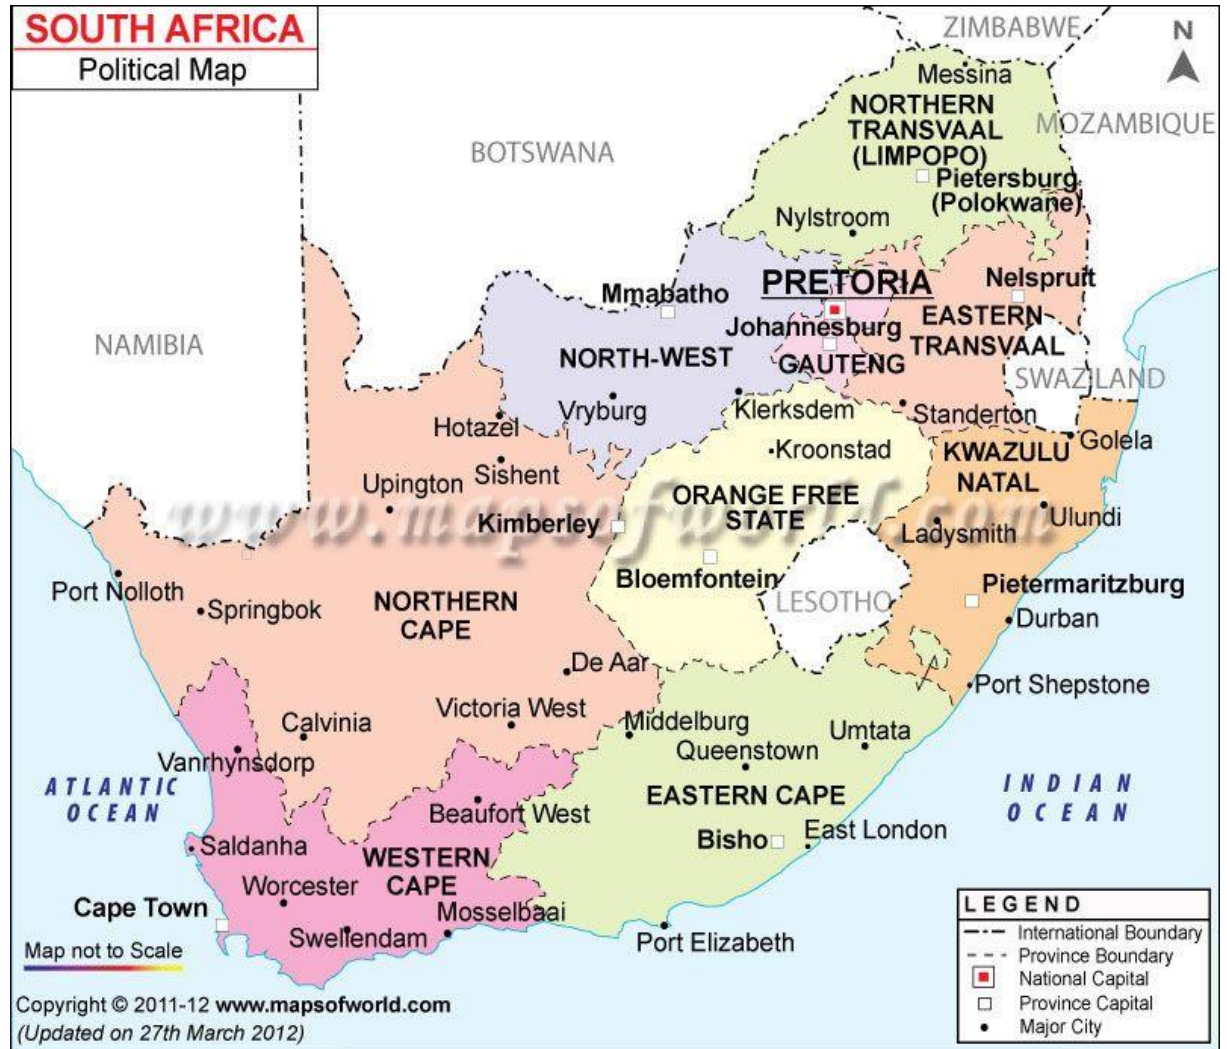 SOUTH AFRICA
Political Map
N
ZIMBABWE
Messina
NORTHERN
TRANSVAAL
(LIMPOPO)
MOZAMBIQUE
BOTSWANA
Pietersburg
(Polokwane)
Nylstroom
PRETORIA
Nelspruit
Mmabatho
Johannesburg
EASTERN
TRANSVAAL
NAMIBIA
NORTH-WEST
GAUTENG
SWAZILAND
Vryburg
Klerksdem
Standerton
Hotazel
Golela
Kroonstad
KWAZULU
NATAL
Sishent
Upington
ORANGE FREE
STATE
www.mapsofworld.com
Kimberley
Ulundi
Ladysmith
Bloemfontein
Pietermaritzburg
Port Nolloth
LESOTHO
Springbok
NORTHERN
CAPE
Durban
De Aar
Port Shepstone
Victoria West
Calvinia
Middelburg
Umtata
Queenstown
Vanrhynsdorp
ATLANTIC
OCEAN
INDIAN
OCEAN
EASTERN CAPE
Beaufort West
Bisho
East London
Saldanha
WESTERN
CAPE
Worcester
Cape Town
Mosselbaai
Swellendam
Port Elizabeth
Map not to Scale
LEGEND
International Boundary
Province Boundary
National Capital
Province Capital
Major City
Copyright © 2011-12 www.mapsofworld.com
(Updated on 27th March 2012)